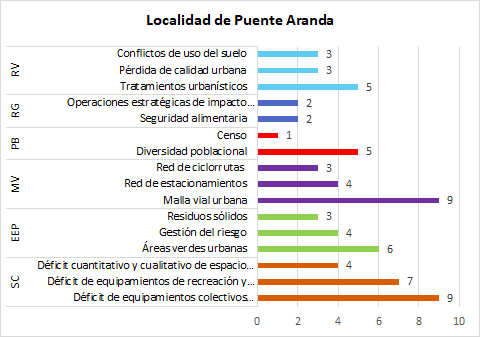 Localidad de Puente Aranda
RV
Conflictos de uso del suelo 3
Pérdida de calidad urbana 3
Tratamientos urbanísticos 5
RG
Operaciones estratégicas de impacto... 2
Seguridad alimentaria 2
PB
Censo 1
Diversidad poblacional 5
MV
Red de ciclorrutas 3
Red de estacionamientos 4
Malla vial urbana 9
EEP
Residuos sólidos 3
Gestión del riesgo 4
Áreas verdes urbanas 6
SC
Déficit cuantitativo y cualitativo de espacio... 4
Déficit de equipamientos de recreación y... 7
Déficit de equipamientos colectivos... 9
0 2 4 6 8 10